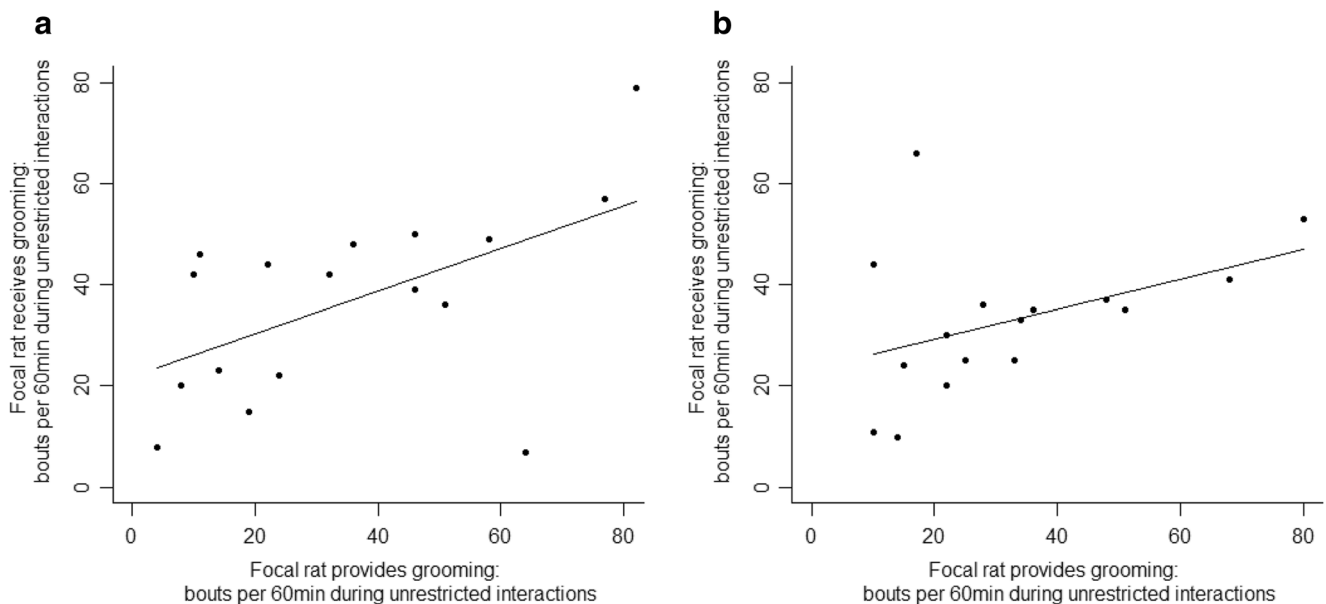 a
Focal rat receives grooming:
bouts per 60min during unrestricted interactions
80
60
40
20
0
0 20 40 60 80
Focal rat provides grooming:
bouts per 60min during unrestricted interactions
b
Focal rat receives grooming:
bouts per 60min during unrestricted interactions
80
60
40
20
0
0 20 40 60 80
Focal rat provides grooming:
bouts per 60min during unrestricted interactions